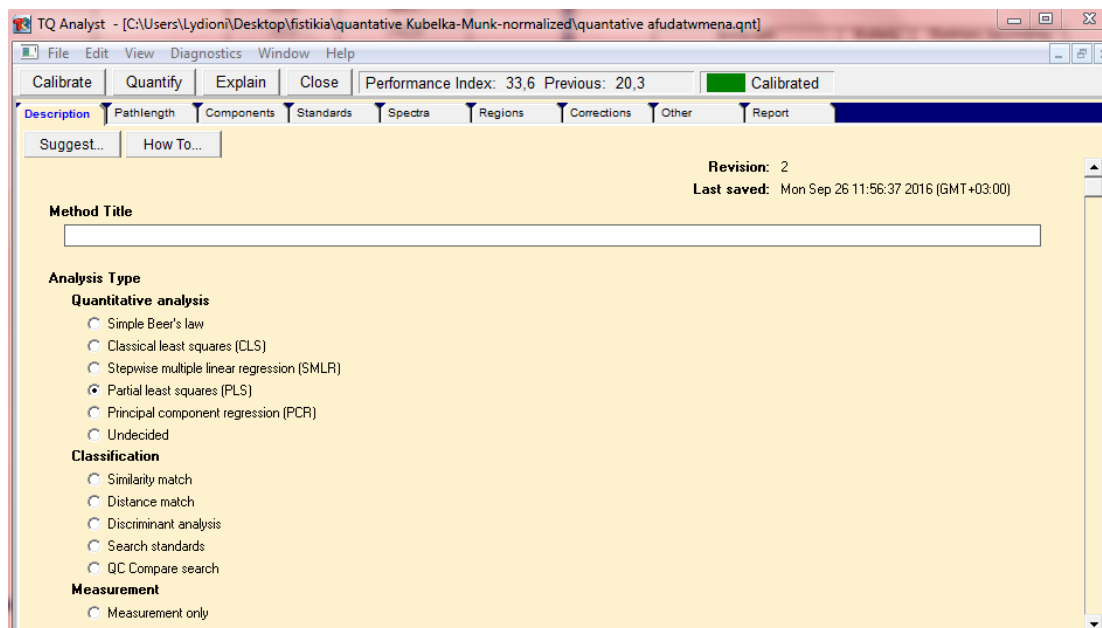 TQ Analyst - [C:\Users\Lydioni\Desktop\fistikia\quantative Kubelka-Munk-normalized\quantative afudatwmena.qnt]
File Edit View Diagnostics Window Help
Calibrate Quantify Explain Close Performance Index: 33,6 Previous: 20,3 Calibrated
Description Pathlength Components Standards Spectra Regions Corrections Other Report
Suggest... How To...
Revision: 2
Last saved: Mon Sep 26 11:56:37 2016 (GMT+03:00)
Method Title
Analysis Type
Quantitative analysis
Simple Beer's law
Classical least squares (CLS)
Stepwise multiple linear regression (SMLR)
Partial least squares (PLS)
Principal component regression (PCR)
Undecided
Classification
Similarity match
Distance match
Discriminant analysis
Search standards
QC Compare search
Measurement
Measurement only